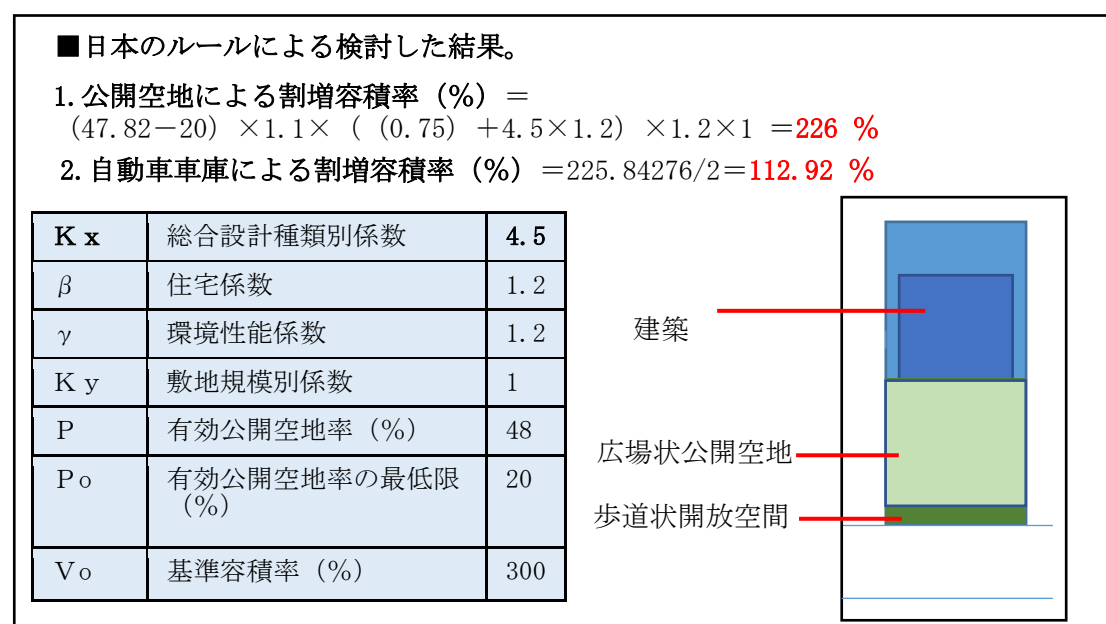 ■日本のルールによる検討した結果。
1.公開空地による割増容積率（%）＝
(47.82－20) ×1.1× ( (0.75) ＋4.5×1.2) ×1.2×1 ＝226 %
2.自動車車庫による割増容積率（%）＝225.84276/2＝112.92 %
Ｋｘ 総合設計種類別係数 4.5
β 住宅係数 1.2
γ 環境性能係数 1.2
Ｋｙ 敷地規模別係数 1
Ｐ 有効公開空地率（%） 48
Ｐｏ 有効公開空地率の最低限 20
（%）
Ｖｏ 基準容積率（%） 300
建築
広場状公開空地
歩道状開放空間